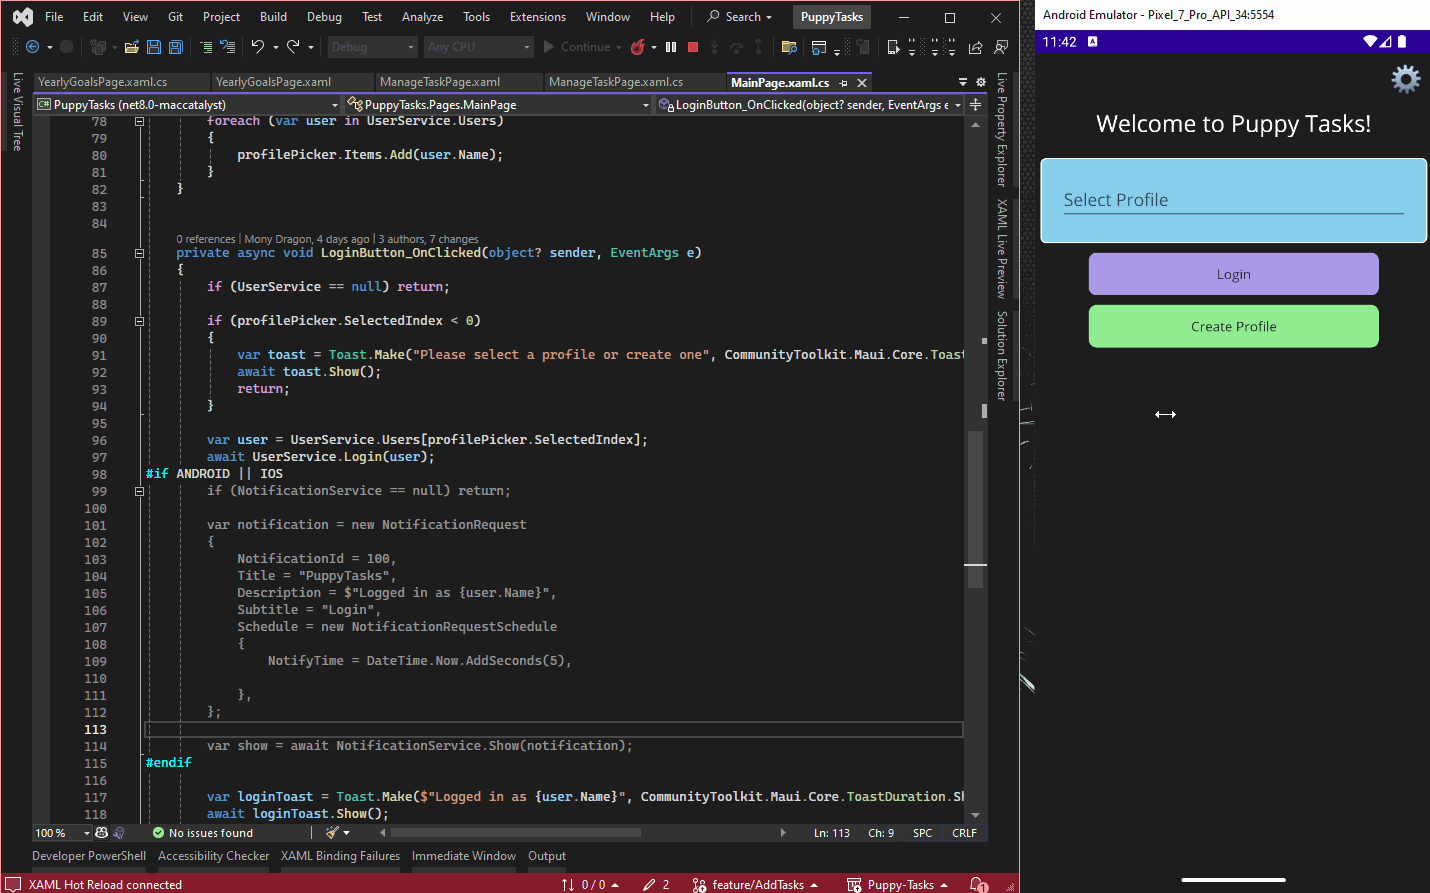 File Edit View Git Project Build Debug Test Analyze Tools Extensions Window Help Search PuppyTasks
Debug Any CPU Continue
YearlyGoalsPage.xaml.cs YearlyGoalsPage.xaml ManageTaskPage.xaml ManageTaskPage.xaml.cs MainPage.xaml.cs
C# PuppyTasks (net8.0-maccatalyst) PuppyTasks.Pages.MainPage LoginButton_OnClicked(object? sender, EventArgs e
Live Visual Tree
78 foreach (var user in UserService.Users)
79 {
80 profilePicker.Items.Add(user.Name);
81 }
82 }
83
84
0 references | Mony Dragon, 4 days ago | 3 authors, 7 changes
85 private async void LoginButton_OnClicked(object? sender, EventArgs e)
86 {
87 if (UserService == null) return;
88
89 if (profilePicker.SelectedIndex < 0)
90 {
91 var toast = Toast.Make("Please select a profile or create one", CommunityToolkit.Maui.Core.Toast
92 await toast.Show();
93 return;
94 }
95
96 var user = UserService.Users[profilePicker.SelectedIndex];
97 await UserService.Login(user);
98 #if ANDROID || IOS
99 if (NotificationService == null) return;
100
101 var notification = new NotificationRequest
102 {
103 NotificationId = 100,
104 Title = "PuppyTasks",
105 Description = $"Logged in as {user.Name}",
106 Subtitle = "Login",
107 Schedule = new NotificationRequestSchedule
108 {
109 NotifyTime = DateTime.Now.AddSeconds(5),
110
111 },
112 };
113
114 var show = await NotificationService.Show(notification);
115 #endif
116
117 var loginToast = Toast.Make($"Logged in as {user.Name}", CommunityToolkit.Maui.Core.ToastDuration.Sh
118 await loginToast.Show();
100 % No issues found Ln: 113 Ch: 9 SPC CRLF
Developer PowerShell Accessibility Checker XAML Binding Failures Immediate Window Output
XAML Hot Reload connected 0 / 0 2 feature/AddTasks Puppy-Tasks 1
Live Property Explorer
XAML Live Preview
Solution Explorer
Android Emulator - Pixel_7_Pro_API_34:5554
11:42 A
Welcome to Puppy Tasks!
Select Profile
Login
Create Profile